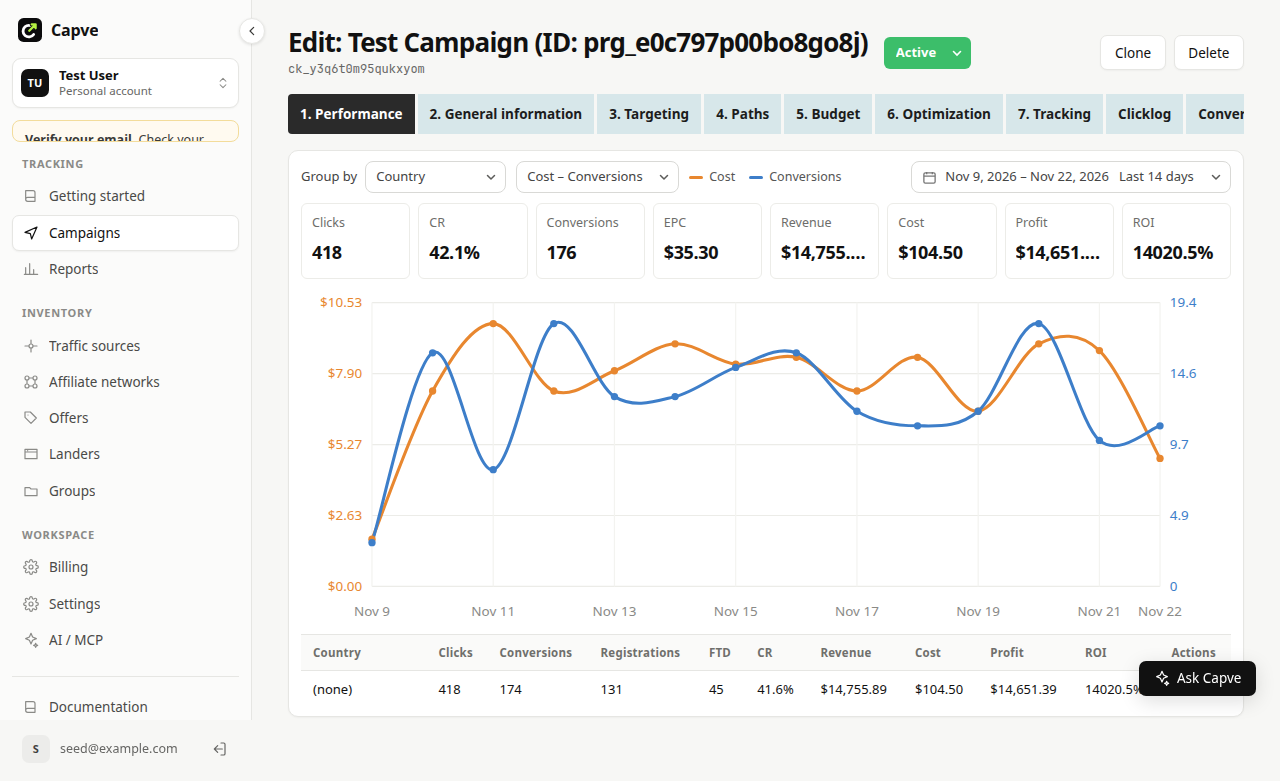 Capve
TU
Test User
Personal account
Verify your email. Check your
TRACKING
Getting started
Campaigns
Reports
INVENTORY
Traffic sources
Affiliate networks
Offers
Landers
Groups
WORKSPACE
Billing
Settings
AI / MCP
Documentation
S
seed@example.com
Edit: Test Campaign (ID: prg_e0c797p00bo8go8j)
Active
Clone
Delete
ck_y3q6t0m95qukxyom
1. Performance
2. General information
3. Targeting
4. Paths
5. Budget
6. Optimization
7. Tracking
Clicklog
Conver
Group by
Country
Cost – Conversions
Cost
Conversions
Nov 9, 2026 – Nov 22, 2026 Last 14 days
Clicks
418
CR
42.1%
Conversions
176
EPC
$35.30
Revenue
$14,755....
Cost
$104.50
Profit
$14,651....
ROI
14020.5%
$10.53
$7.90
$5.27
$2.63
$0.00
19.4
14.6
9.7
4.9
0
Nov 9 Nov 11 Nov 13 Nov 15 Nov 17 Nov 19 Nov 21 Nov 22
Country Clicks Conversions Registrations FTD CR Revenue Cost Profit ROI Actions
(none) 418 174 131 45 41.6% $14,755.89 $104.50 $14,651.39 14020.5%
Ask Capve